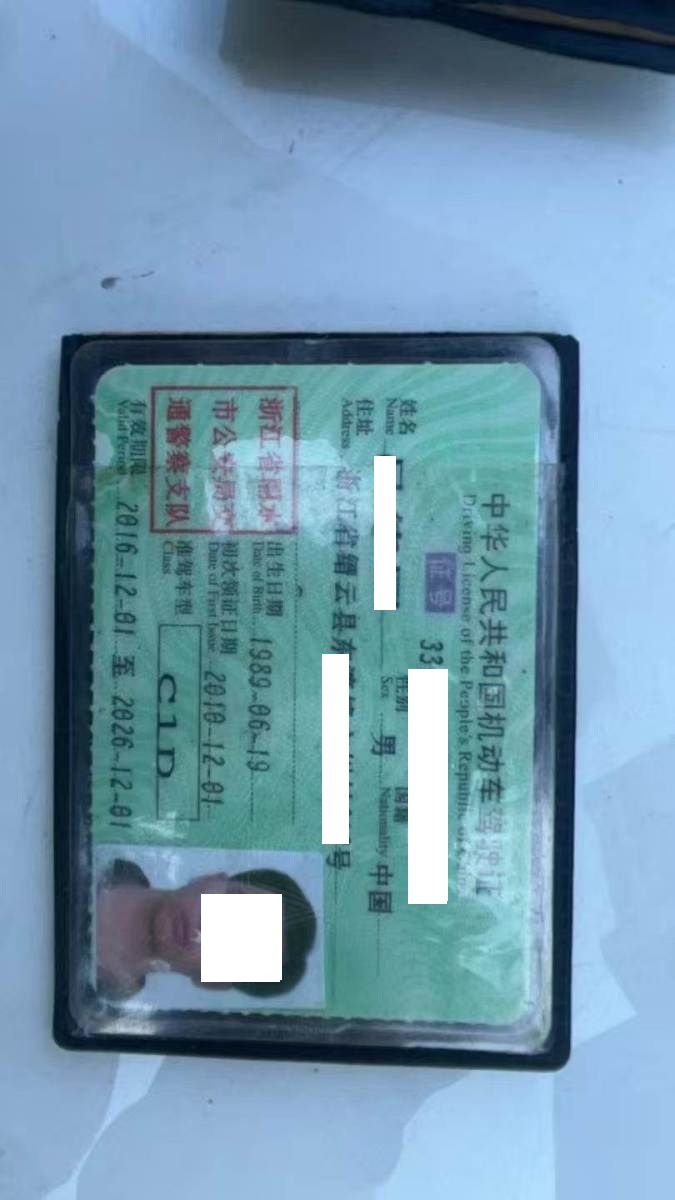 中华人民共和国机动车驾驶证
Driving License of the People's Republic of China
证号 33
姓名
Name
性别
Sex
男
国籍
Nationality
中国
住址
Address
浙江省缙云县东
号
出生日期
Date of Birth
1989-06-19
初次领证日期
Date of First Issue
2010-12-01
准驾车型
Class
C1D
浙江省丽水
市公安局交
通警察支队
有效期限
Valid Period
2016-12-01 至 2026-12-01